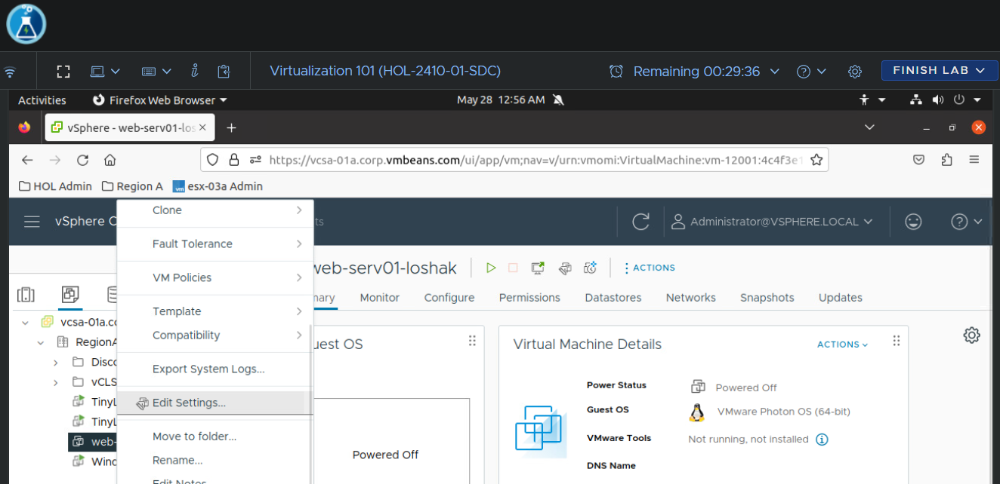 Virtualization 101 (HOL-2410-01-SDC)
Remaining 00:29:36
FINISH LAB
Activities
Firefox Web Browser
May 28 12:56 AM
vSphere - web-serv01-los
https://vcsa-01a.corp.vmbeans.com/ui/app/vm;nav=v/urn:vmomi:VirtualMachine:vm-12001:4c4f3e1
HOL Admin
Region A
vm
esx-03a Admin
vSphere C
ts
Administrator@VSPHERE.LOCAL
Clone
Fault Tolerance
VM Policies
Template
Compatibility
Export System Logs...
Edit Settings...
Move to folder...
Rename...
Edit Notes
web-serv01-loshak
ACTIONS
mary
Monitor
Configure
Permissions
Datastores
Networks
Snapshots
Updates
vcsa-01a.co
RegionA
Disco
vCLS
TinyL
TinyL
web-
Wind
uest OS
Powered Off
Virtual Machine Details
ACTIONS
Power Status
Powered Off
Guest OS
VMware Photon OS (64-bit)
VMware Tools
Not running, not installed
DNS Name